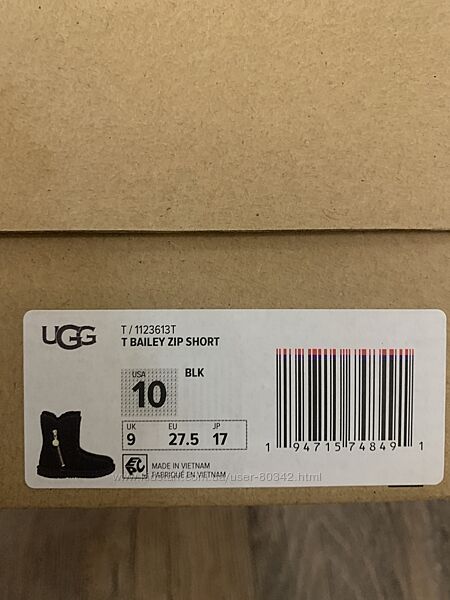 UGG
T / 1123613T
T BAILEY ZIP SHORT
USA
10
BLK
UK EU JP
9 27.5 17
MADE IN VIETNAM
FABRIQUÉ EN VIETNAM
1 94715 74849 1